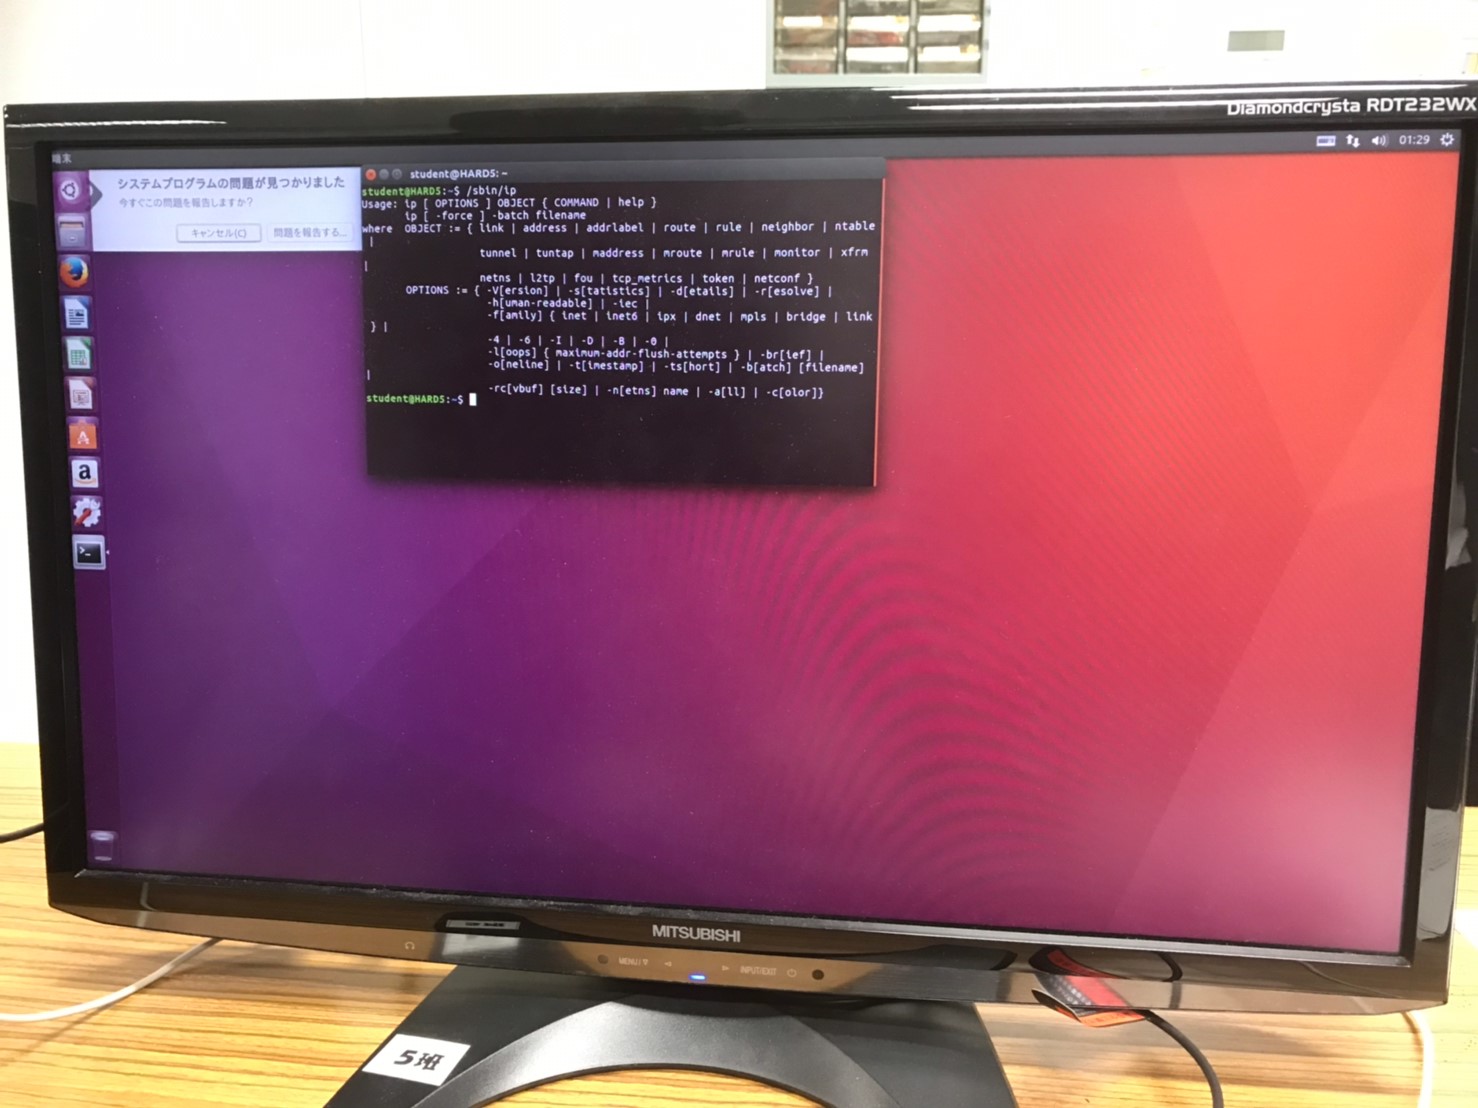 Diamondcrysta RDT232WX
端末
01:29
システムプログラムの問題が見つかりました
今すぐこの問題を報告しますか？
キャンセル(C)
問題を報告する...
student@HARD5: ~
student@HARD5:~$ /sbin/ip
Usage: ip [ OPTIONS ] OBJECT { COMMAND | help }
ip [ -force ] -batch filename
where OBJECT := { link | address | addrlabel | route | rule | neighbor | ntable
|
tunnel | tuntap | maddress | mroute | mrule | monitor | xfrm
|
netns | l2tp | fou | tcp_metrics | token | netconf }
OPTIONS := { -V[ersion] | -s[tatistics] | -d[etails] | -r[esolve] |
-h[uman-readable] | -iec |
-f[amily] { inet | inet6 | ipx | dnet | mpls | bridge | link
} |
-4 | -6 | -I | -D | -B | -0 |
-l[oops] { maximum-addr-flush-attempts } | -br[ief] |
-o[neline] | -t[imestamp] | -ts[hort] | -b[atch] [filename]
|
-rc[vbuf] [size] | -n[etns] name | -a[ll] | -c[olor]}
student@HARD5:~$
a
MITSUBISHI
MENU
INPUT/EXIT
5班